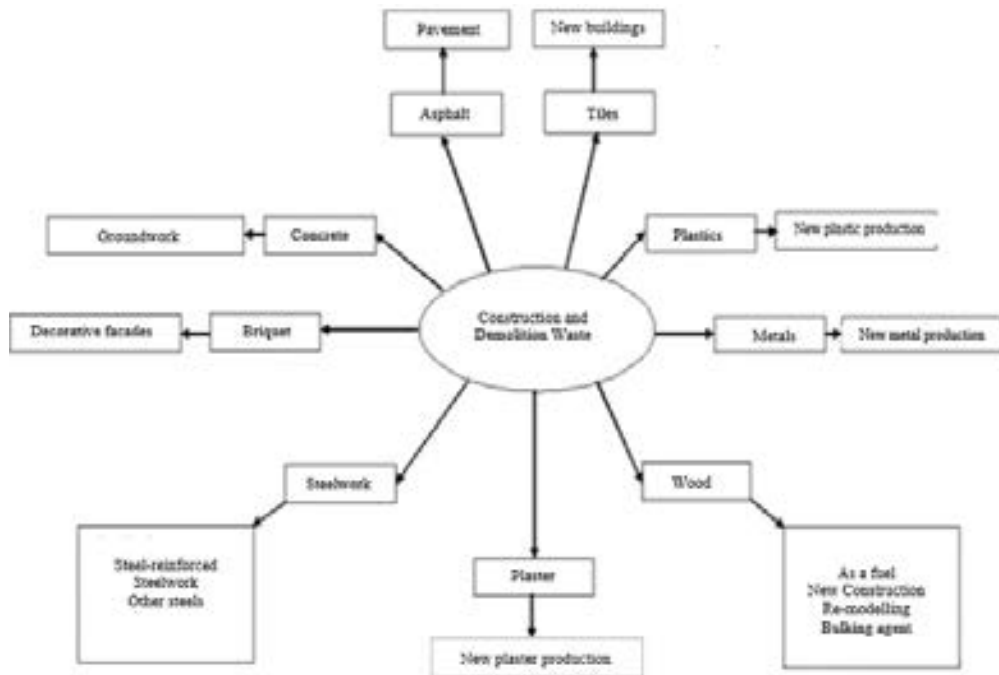 Pavement
New buildings
Asphalt
Tiles
Groundwork
Concrete
Plastics
New plastic production
Construction and
Demolition Waste
Decorative facades
Briquet
Metals
New metal production
Steelwork
Wood
Steel-reinforced
Steelwork
Other steels
Plaster
As a fuel
New Construction
Re-modelling
Bulking agent
New plaster production